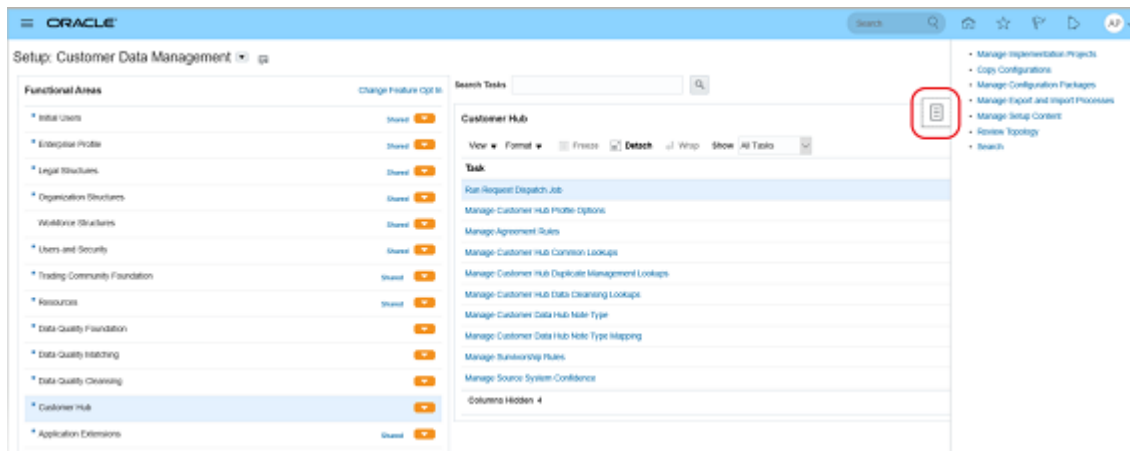 ORACLE
Search
AP
Setup: Customer Data Management
Functional Areas
Change Feature Opt In
Initial Users Shared
Enterprise Profile Shared
Legal Structures Shared
Organization Structures Shared
Workforce Structures Shared
Users and Security Shared
Trading Community Foundation Shared
Resources Shared
Data Quality Foundation
Data Quality Matching
Data Quality Cleansing
Customer Hub
Application Extensions Shared
Search Tasks
Customer Hub
View Format Freeze Detach Wrap Show All Tasks
Task
Run Request Dispatch Job
Manage Customer Hub Profile Options
Manage Agreement Rules
Manage Customer Hub Common Lookups
Manage Customer Hub Duplicate Management Lookups
Manage Customer Hub Data Cleansing Lookups
Manage Customer Data Hub Note Type
Manage Customer Data Hub Note Type Mapping
Manage Survivorship Rules
Manage Source System Confidence
Columns Hidden 4
Manage Implementation Projects
Copy Configurations
Manage Configuration Packages
Manage Export and Import Processes
Manage Setup Content
Review Topology
Search